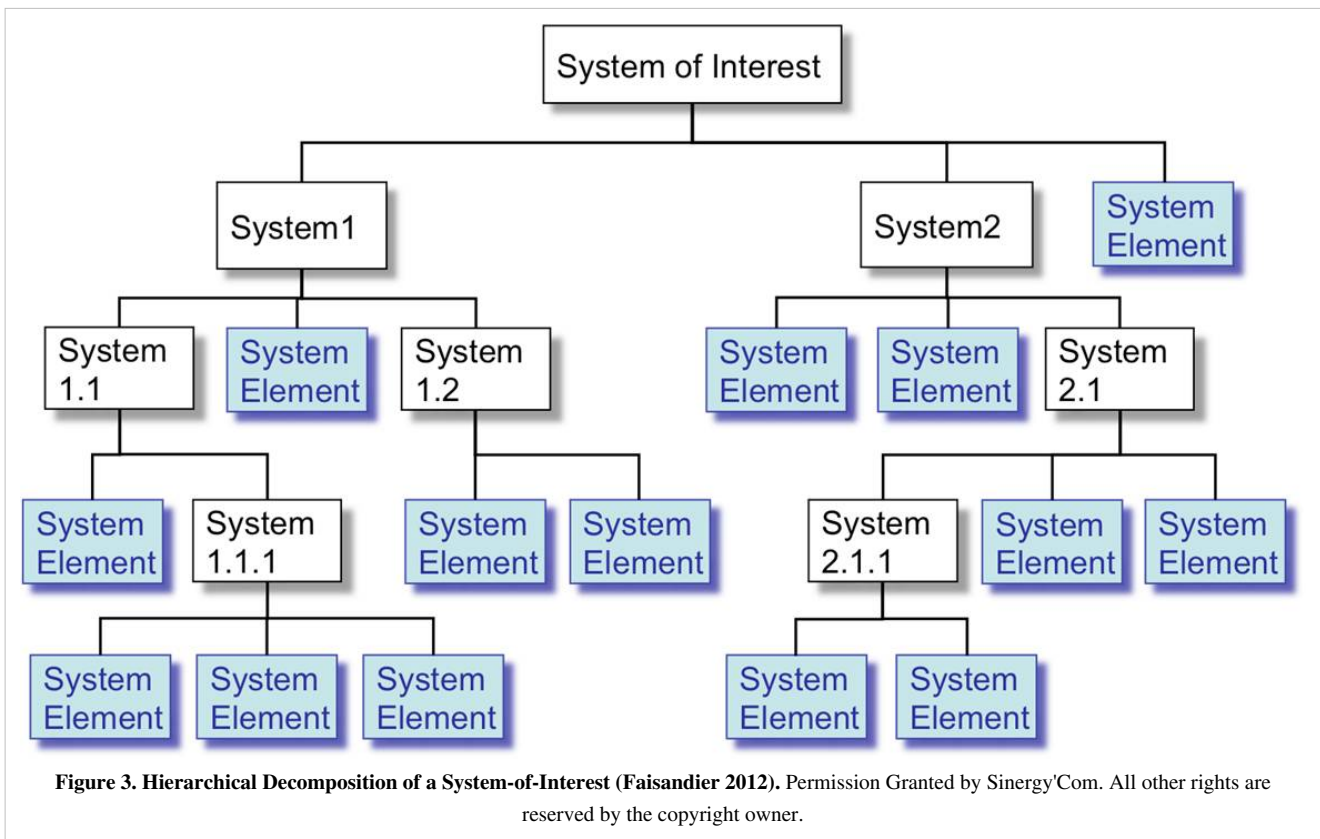 System of Interest
System1
System2
System
Element
System
1.1
System
Element
System
1.2
System
Element
System
Element
System
2.1
System
Element
System
1.1.1
System
Element
System
Element
System
2.1.1
System
Element
System
Element
System
Element
System
Element
System
Element
System
Element
System
Element
Figure 3. Hierarchical Decomposition of a System-of-Interest (Faisandier 2012). Permission Granted by Sinergy'Com. All other rights are
reserved by the copyright owner.